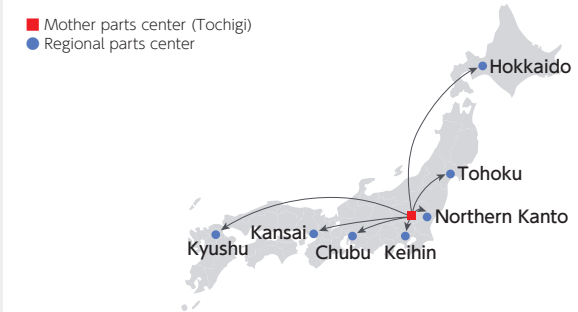 Mother parts center (Tochigi)
Regional parts center
Hokkaido
Tohoku
Northern Kanto
Kansai
Kyushu
Chubu
Keihin